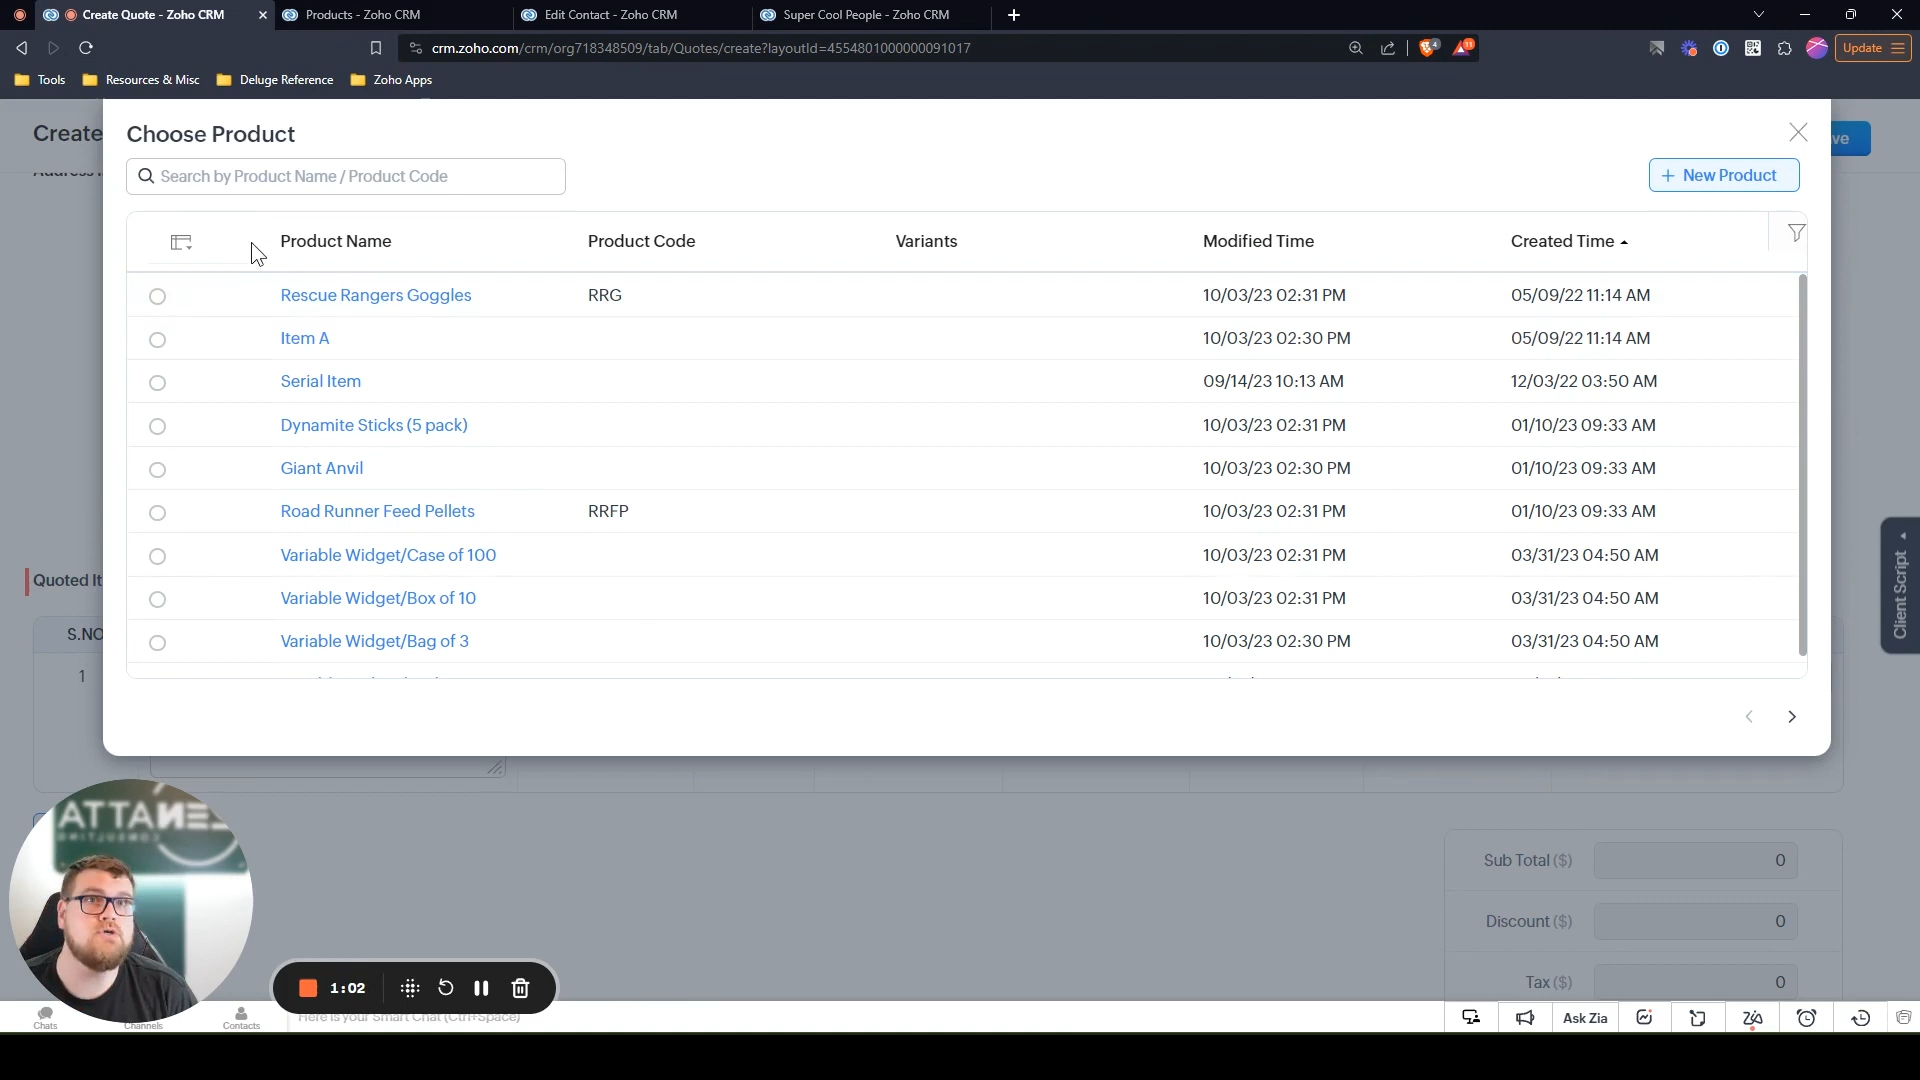 Create Quote - Zoho CRM
Products - Zoho CRM
Edit Contact - Zoho CRM
Super Cool People - Zoho CRM
crm.zoho.com/crm/org718348509/tab/Quotes/create?layoutId=4554801000000091017
4
11
Update
Tools
Resources & Misc
Deluge Reference
Zoho Apps
Create
Choose Product
ve
Search by Product Name / Product Code
+ New Product
Product Name
Product Code
Variants
Modified Time
Created Time
Rescue Rangers Goggles RRG 10/03/23 02:31 PM 05/09/22 11:14 AM
Item A 10/03/23 02:30 PM 05/09/22 11:14 AM
Serial Item 09/14/23 10:13 AM 12/03/22 03:50 AM
Dynamite Sticks (5 pack) 10/03/23 02:31 PM 01/10/23 09:33 AM
Giant Anvil 10/03/23 02:30 PM 01/10/23 09:33 AM
Road Runner Feed Pellets RRFP 10/03/23 02:31 PM 01/10/23 09:33 AM
Variable Widget/Case of 100 10/03/23 02:31 PM 03/31/23 04:50 AM
Variable Widget/Box of 10 10/03/23 02:31 PM 03/31/23 04:50 AM
Variable Widget/Bag of 3 10/03/23 02:30 PM 03/31/23 04:50 AM
Client Script
Quoted It
S.NO
1
Sub Total ($) 0
Discount ($) 0
Tax ($) 0
1:02
Chats
Channels
Contacts
Here is your Smart Chat (Ctrl+Space)
Ask Zia